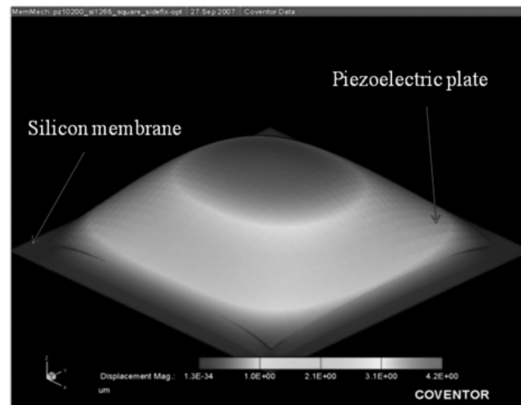 MemMech: pz10200_si1265_square_sidefix-opt 27 Sep 2007 Coventor Data
Piezoelectric plate
Silicon membrane
Displacement Mag.: 1.3E-34 1.0E+00 2.1E+00 3.1E+00 4.2E+00
um
COVENTOR